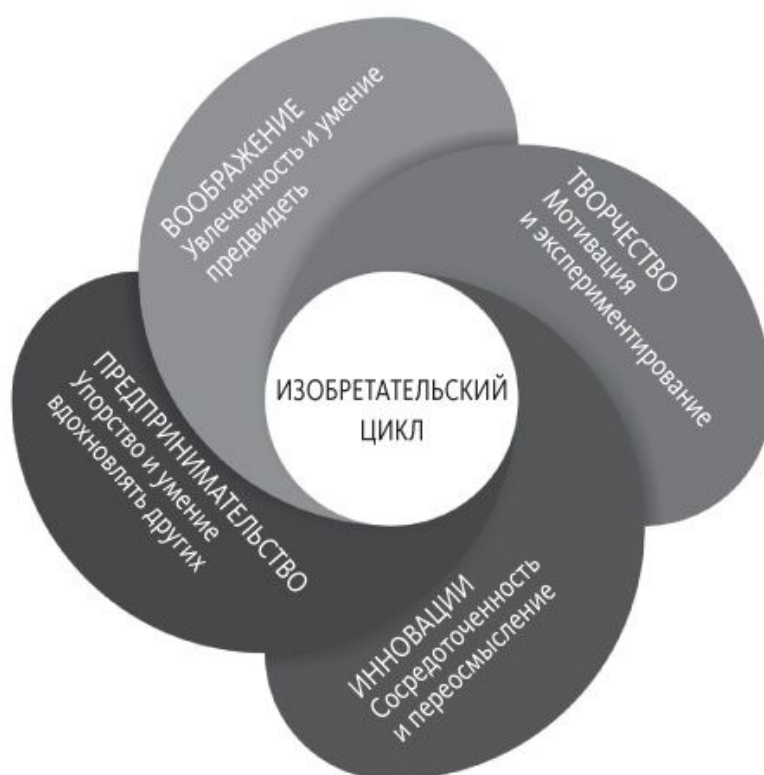 ВООБРАЖЕНИЕ
Увлеченность и умение
предвидеть
ТВОРЧЕСТВО
Мотивация
и экспериментирование
ИЗОБРЕТАТЕЛЬСКИЙ
ЦИКЛ
ПРЕДПРИНИМАТЕЛЬСТВО
Упорство и умение
вдохновлять других
ИННОВАЦИИ
Сосредоточенность
и переосмысление